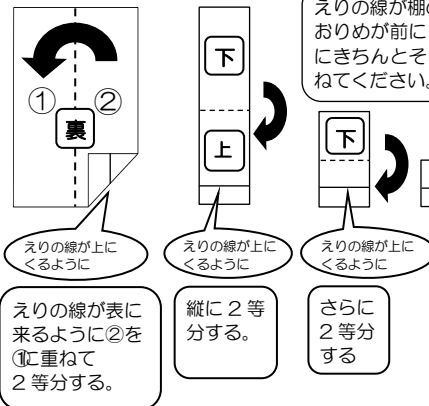 えりの線が棚の
おりめが前に
にきちんとそ
ねてください。
① ②
裏
下
上
下
えりの線が上に
くるように
えりの線が上に
くるように
えりの線が上に
くるように
えりの線が表に
来るように②を
①に重ねて
2等分する。
縦に2等
分する。
さらに
2等分
する